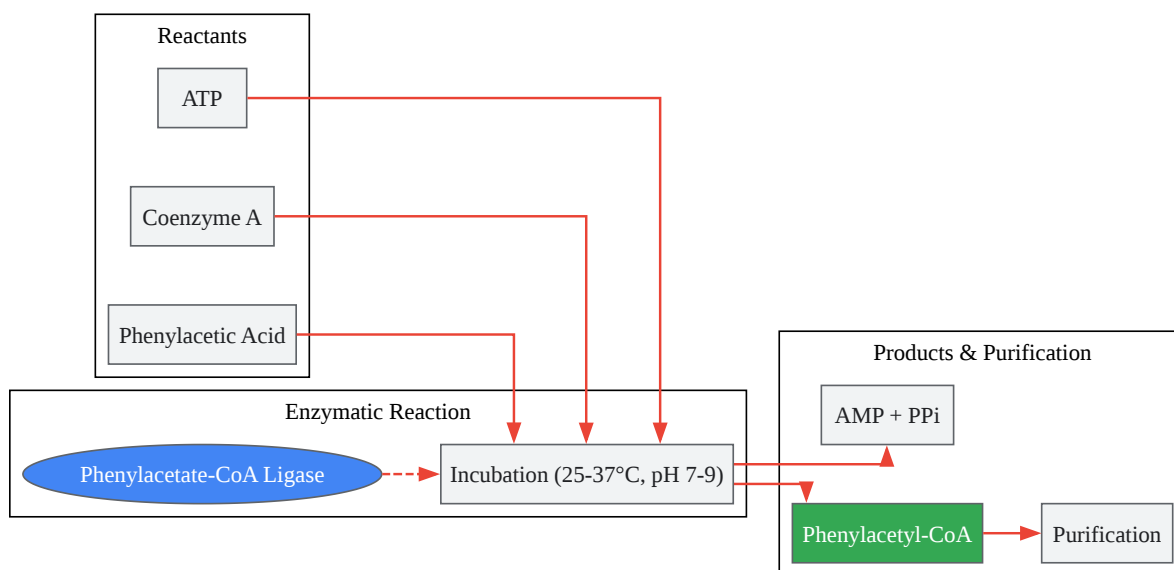 Reactants
ATP
Coenzyme A
Phenylacetic Acid
Enzymatic Reaction
Phenylacetate-CoA Ligase
Incubation (25-37°C, pH 7-9)
Products & Purification
AMP + PPi
Phenylacetyl-CoA
Purification